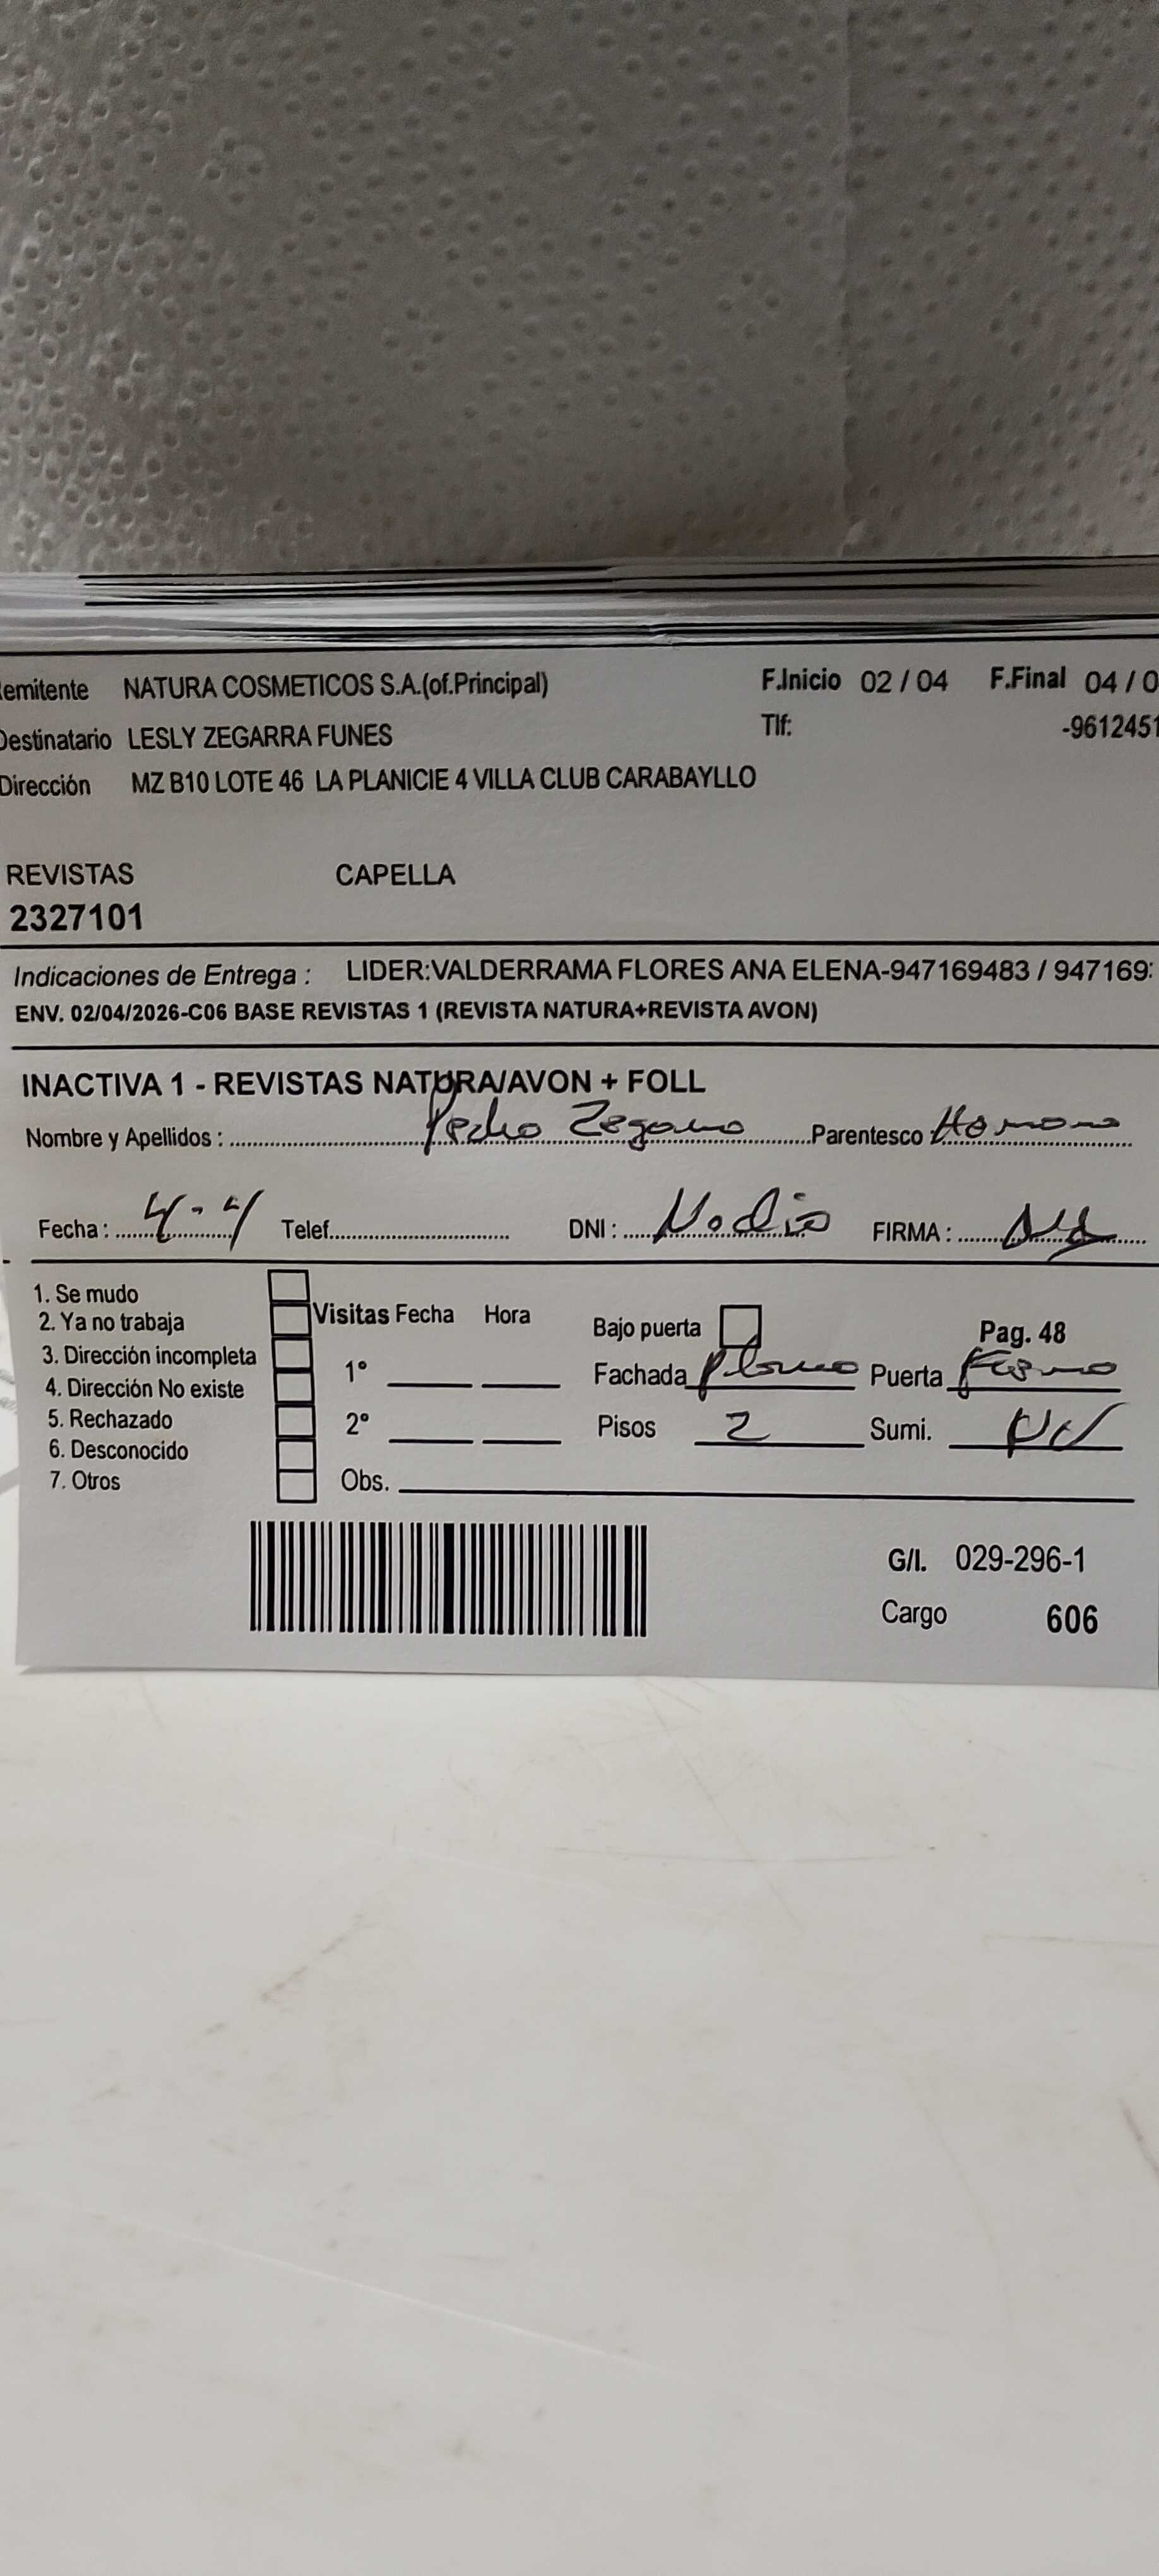 emitente NATURA COSMETICOS S.A.(of.Principal) F.Inicio 02 / 04 F.Final 04 / 0
Destinatario LESLY ZEGARRA FUNES Tlf: -9612451
Dirección MZ B10 LOTE 46 LA PLANICIE 4 VILLA CLUB CARABAYLLO
REVISTAS CAPELLA
2327101
Indicaciones de Entrega : LIDER:VALDERRAMA FLORES ANA ELENA-947169483 / 947169
ENV. 02/04/2026-C06 BASE REVISTAS 1 (REVISTA NATURA+REVISTA AVON)
INACTIVA 1 - REVISTAS NATURA/AVON + FOLL
Nombre y Apellidos : Pedro Parentesco
Fecha : 4-4 Telef. DNI : FIRMA :
1. Se mudo
2. Ya no trabaja Visitas Fecha Hora Bajo puerta Pag. 48
3. Dirección incompleta 1° Fachada Puerta
4. Dirección No existe
5. Rechazado 2° Pisos 2 Sumi.
6. Desconocido
7. Otros Obs.
G/I. 029-296-1
Cargo 606